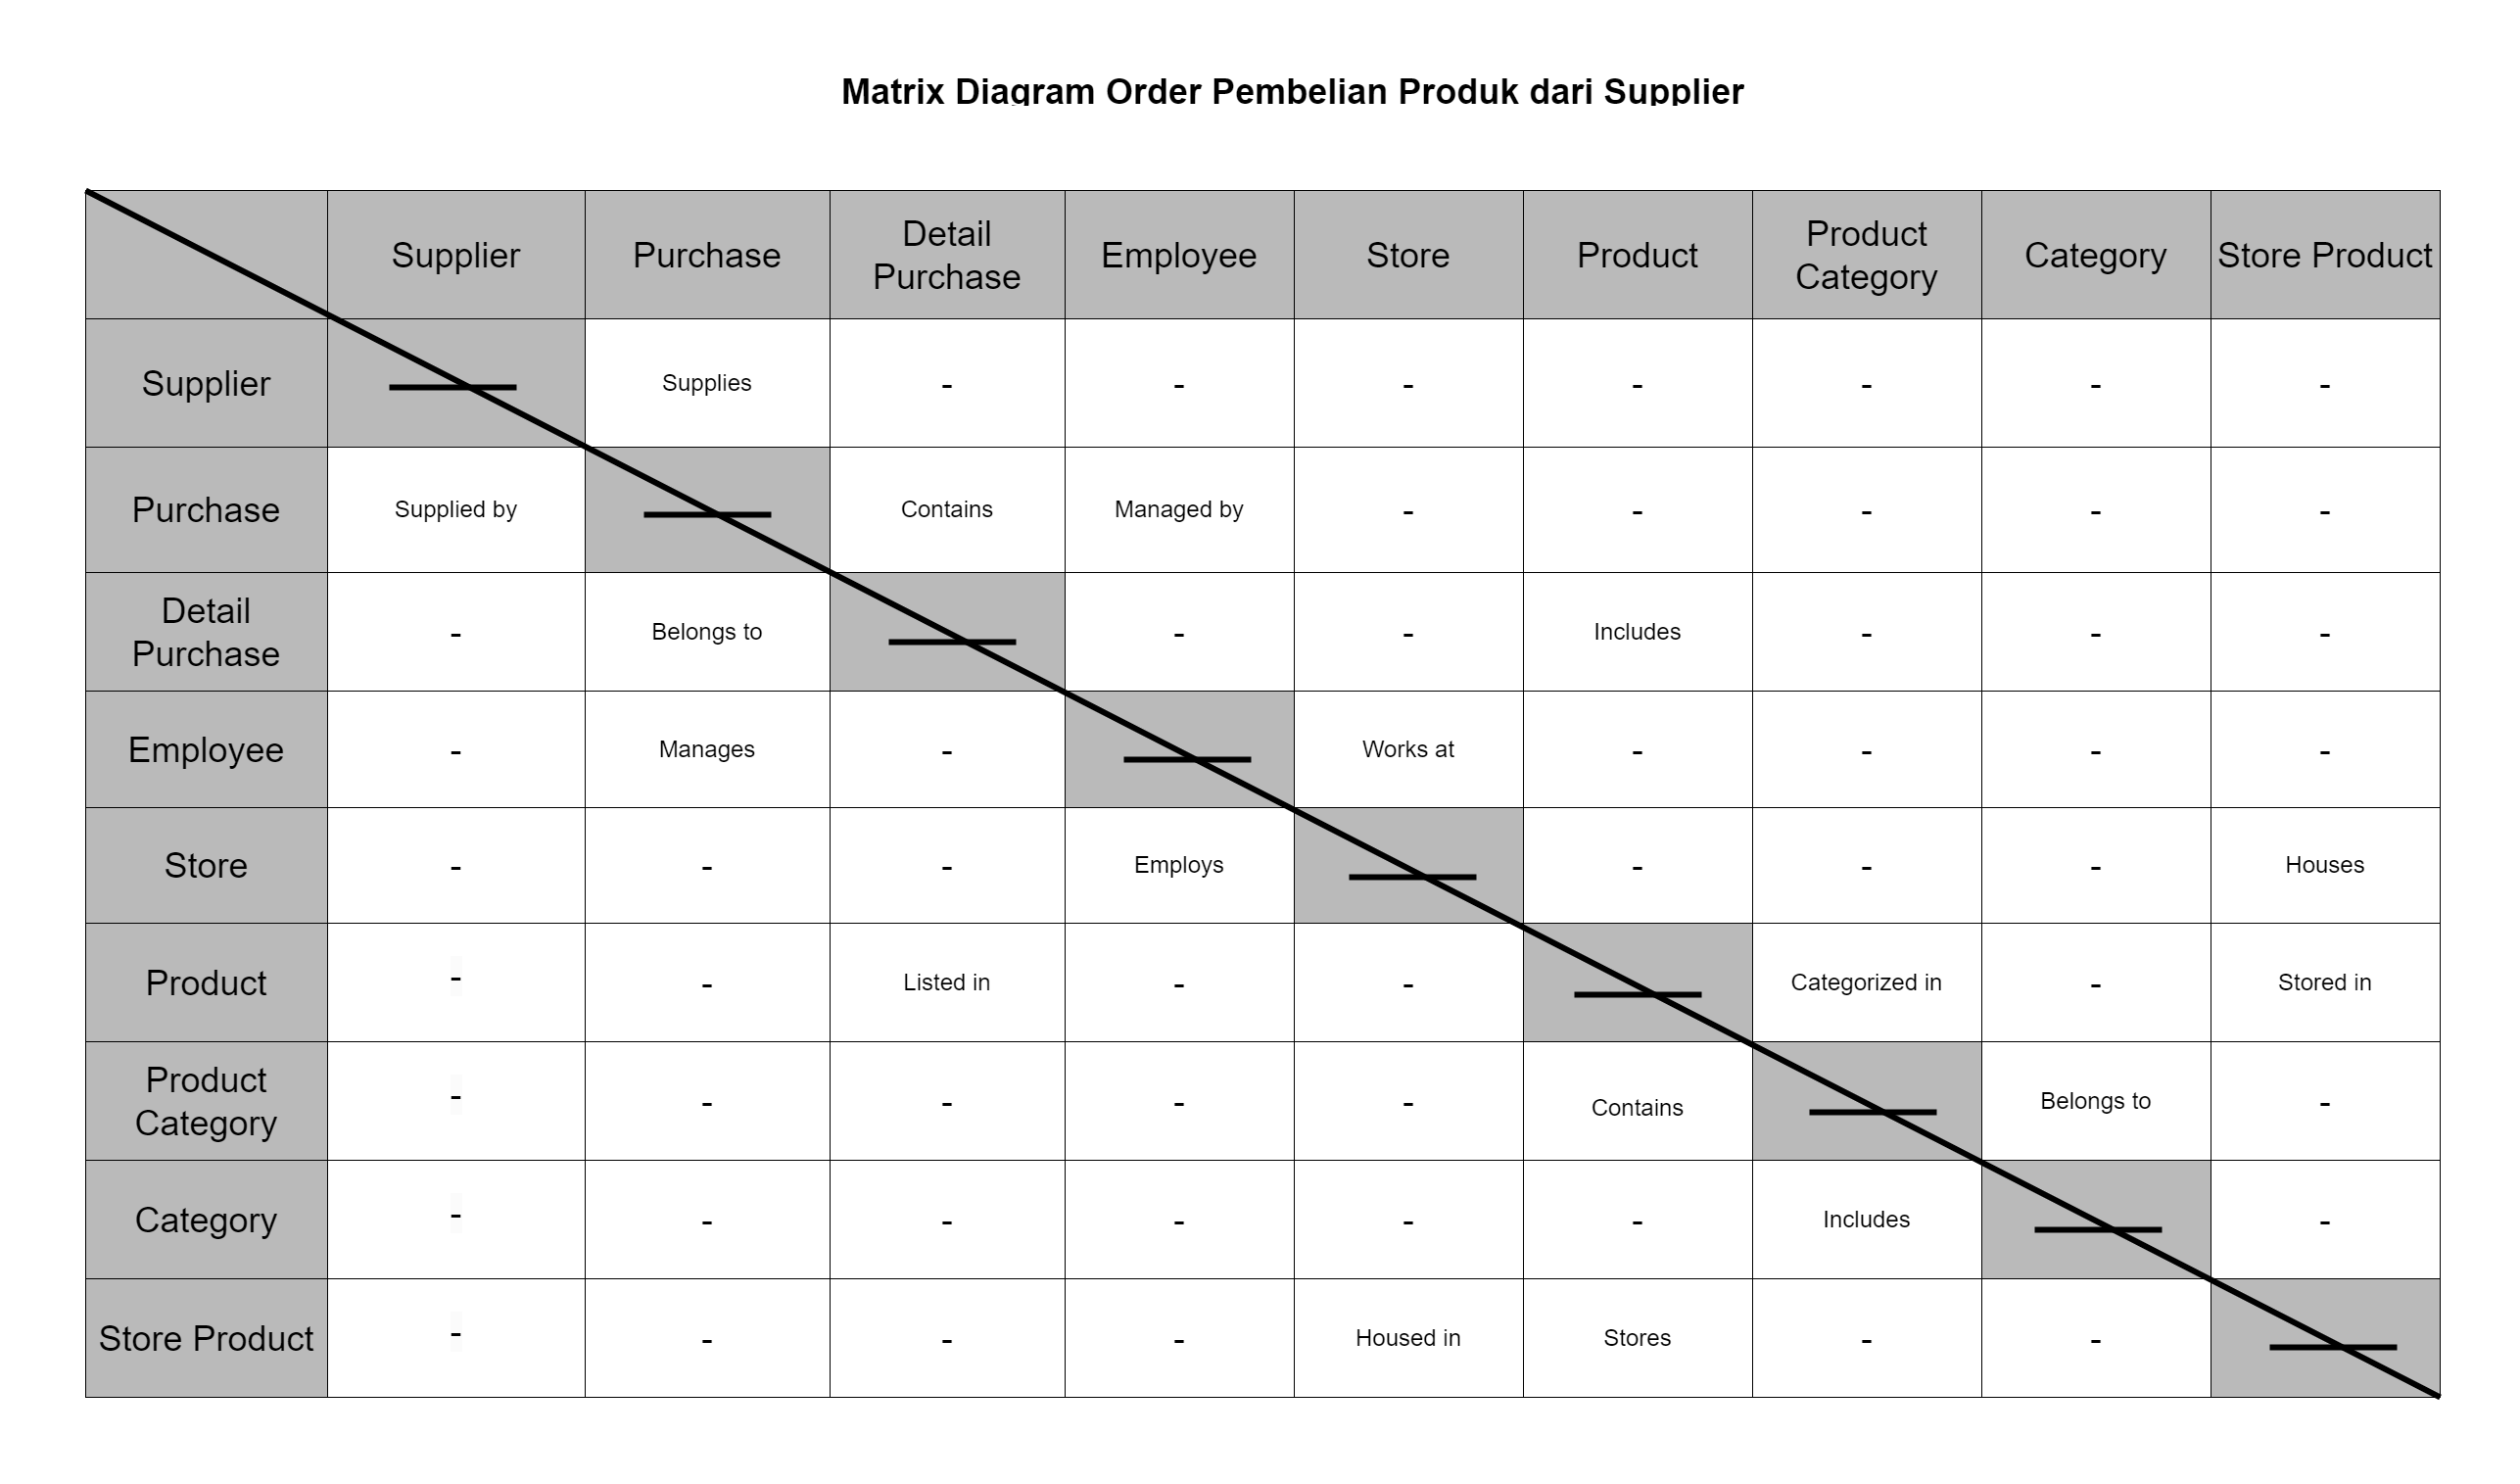 Matrix Diagram Order Pembelian Produk dari Supplier
Supplier Purchase Detail Purchase Employee Store Product Product Category Category Store Product
Supplier Supplies - - - - - - -
Purchase Supplied by Contains Managed by - - - - -
Detail Purchase - Belongs to - - Includes - - -
Employee - Manages - Works at - - - -
Store - - - Employs - - - Houses
Product - - Listed in - - Categorized in - Stored in
Product Category - - - - - Contains Belongs to -
Category - - - - - - Includes -
Store Product - - - - Housed in Stores - -